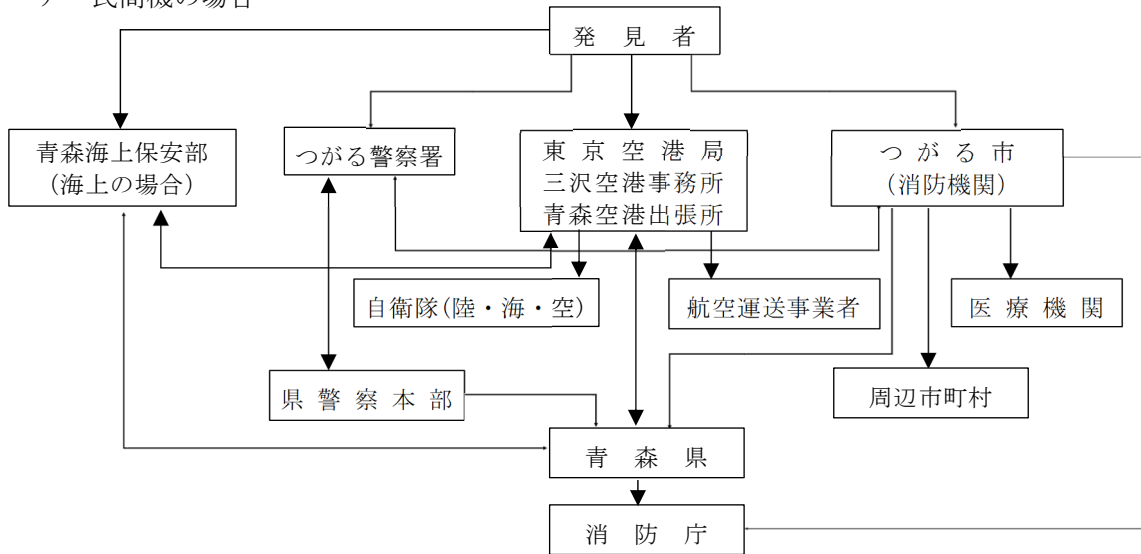 民間機の場合
発見者
青森海上保安部
(海上の場合)
つがる警察署
東京空港局
三沢空港事務所
青森空港出張所
つがる市
(消防機関)
自衛隊(陸・海・空)
航空運送事業者
医療機関
県警察本部
周辺市町村
青森県
消防庁